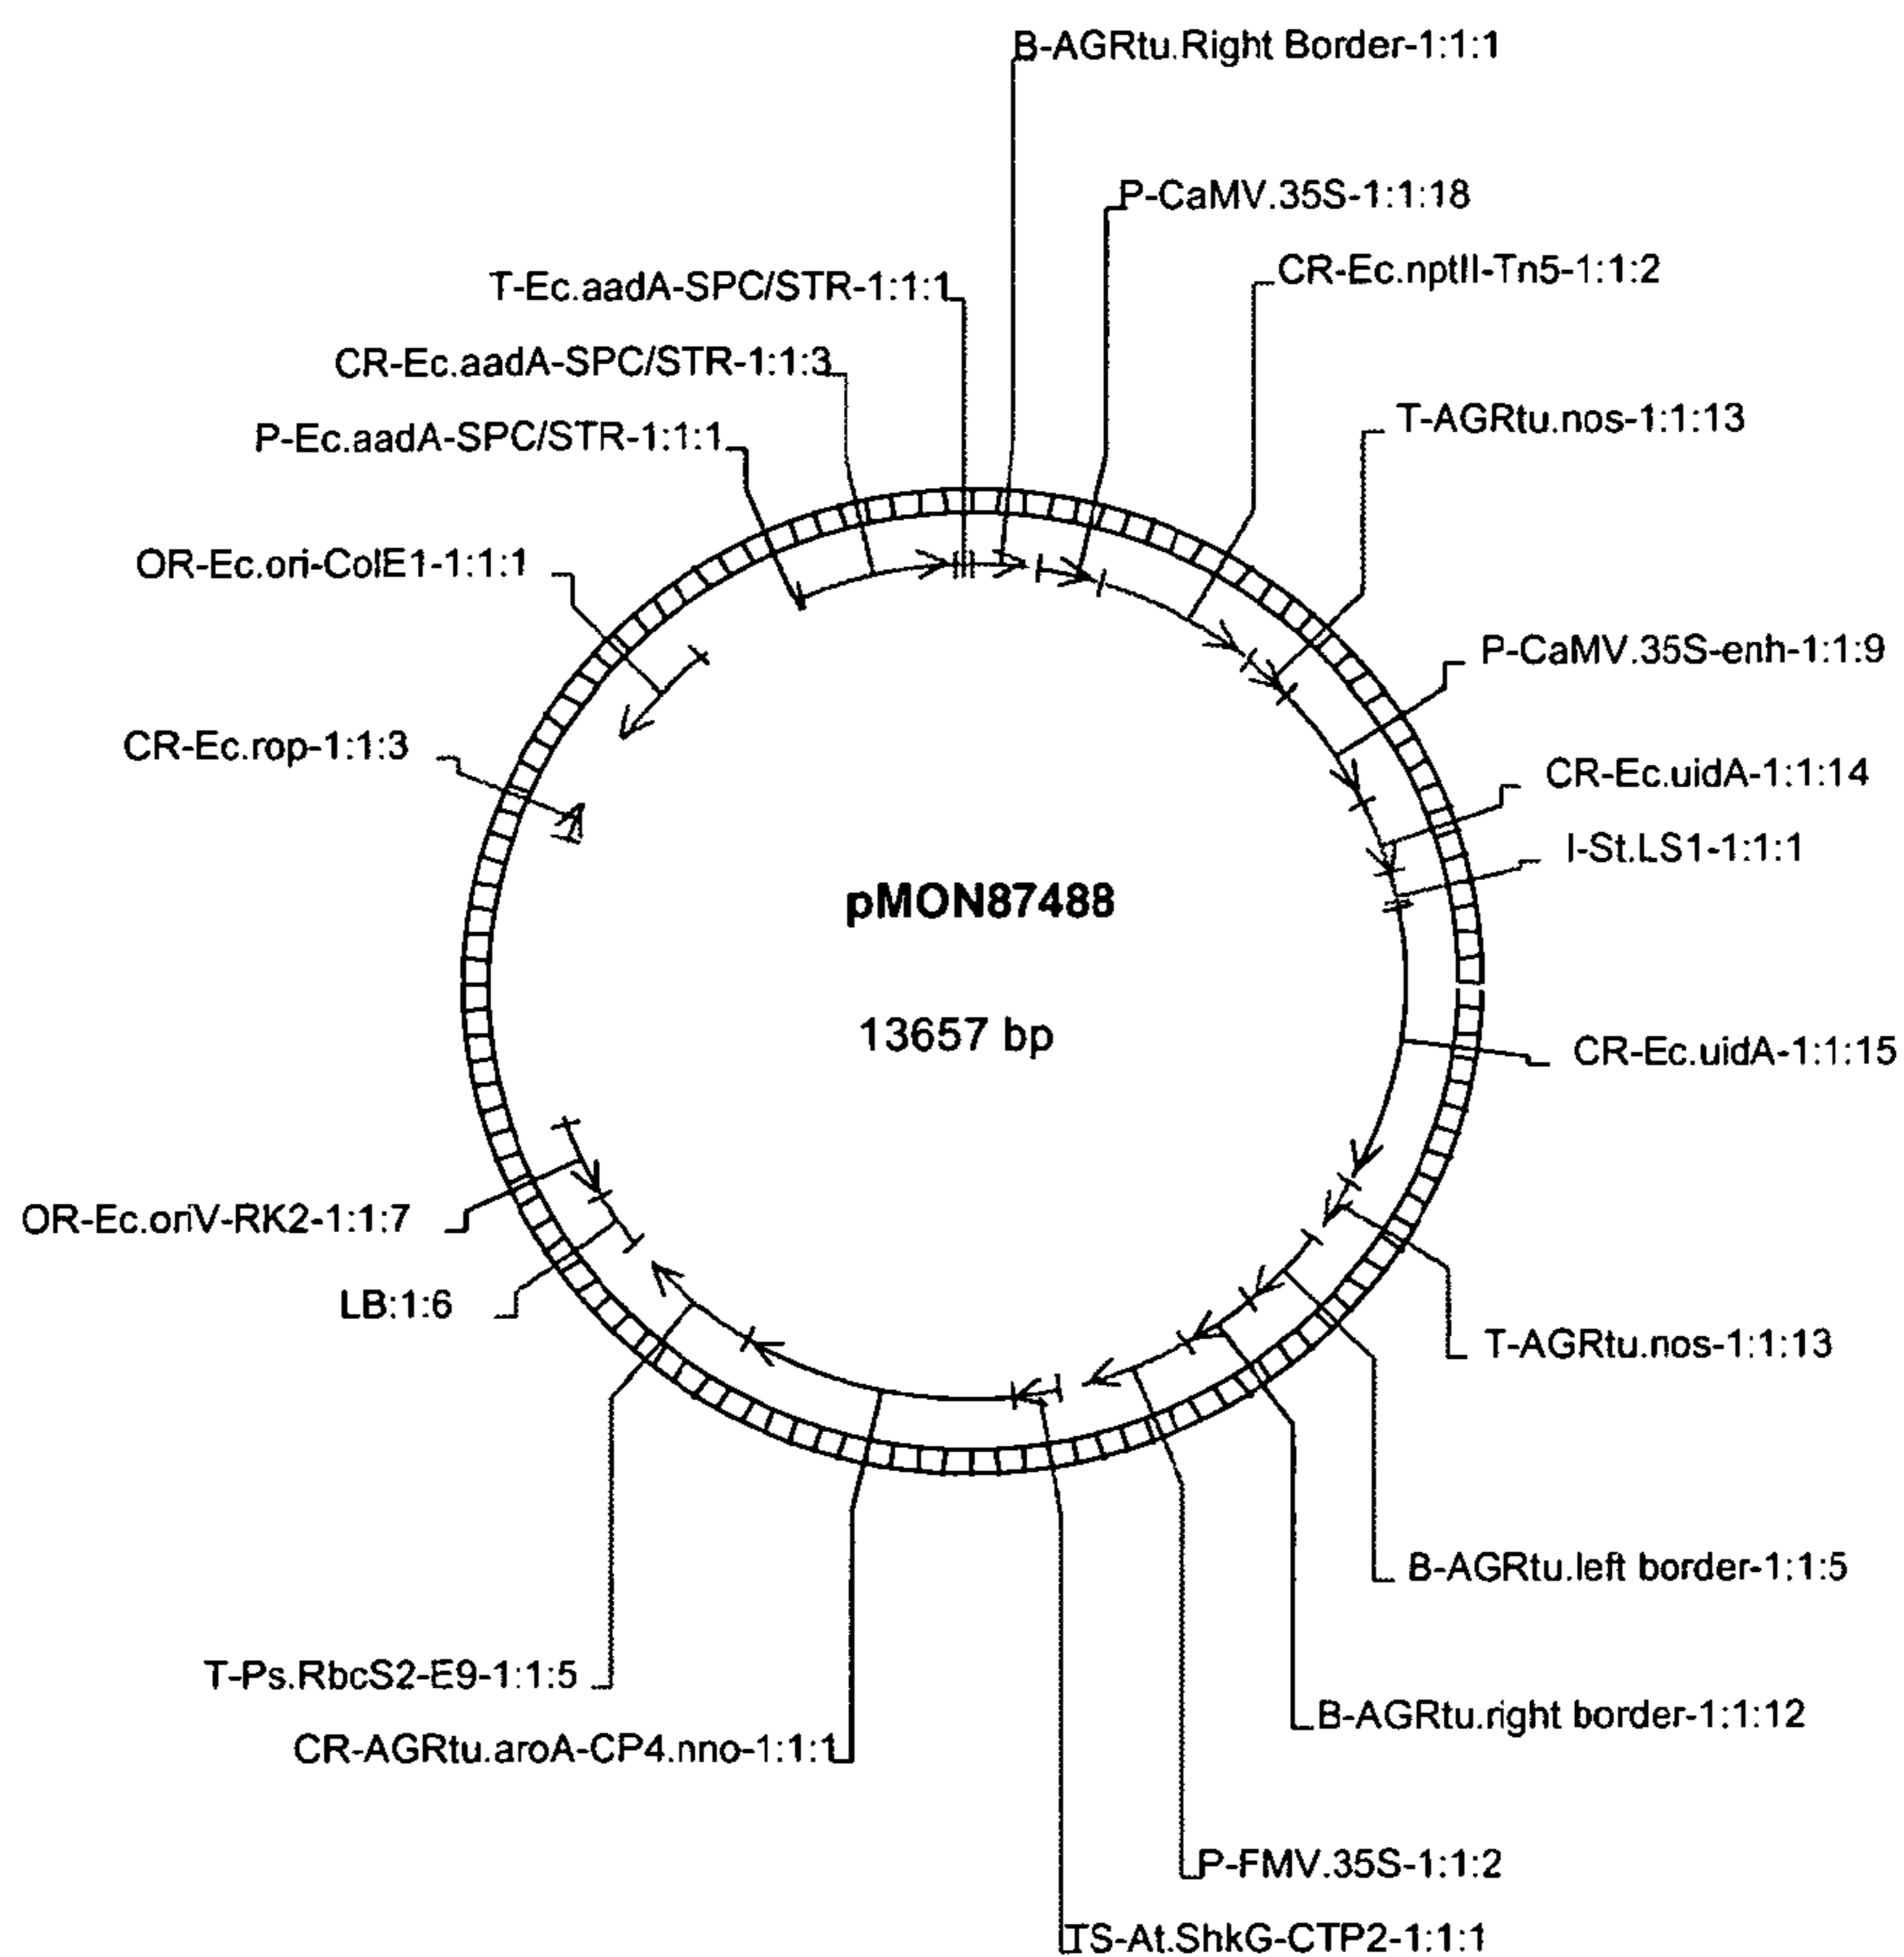 B-AGRtu.Right Border-1:1:1
P-CaMV.35S-1:1:18
CR-Ec.nptII-Tn5-1:1:2
T-Ec.aadA-SPC/STR-1:1:1
CR-Ec.aadA-SPC/STR-1:1:3
T-AGRtu.nos-1:1:13
P-Ec.aadA-SPC/STR-1:1:1
OR-Ec.ori-ColE1-1:1:1
P-CaMV.35S-enh-1:1:9
CR-Ec.rop-1:1:3
CR-Ec.uidA-1:1:14
I-St.LS1-1:1:1
pMON87488
13657 bp
CR-Ec.uidA-1:1:15
OR-Ec.oriV-RK2-1:1:7
LB:1:6
T-AGRtu.nos-1:1:13
B-AGRtu.left border-1:1:5
T-Ps.RbcS2-E9-1:1:5
B-AGRtu.right border-1:1:12
CR-AGRtu.aroA-CP4.nno-1:1:1
P-FMV.35S-1:1:2
TS-At.ShkG-CTP2-1:1:1